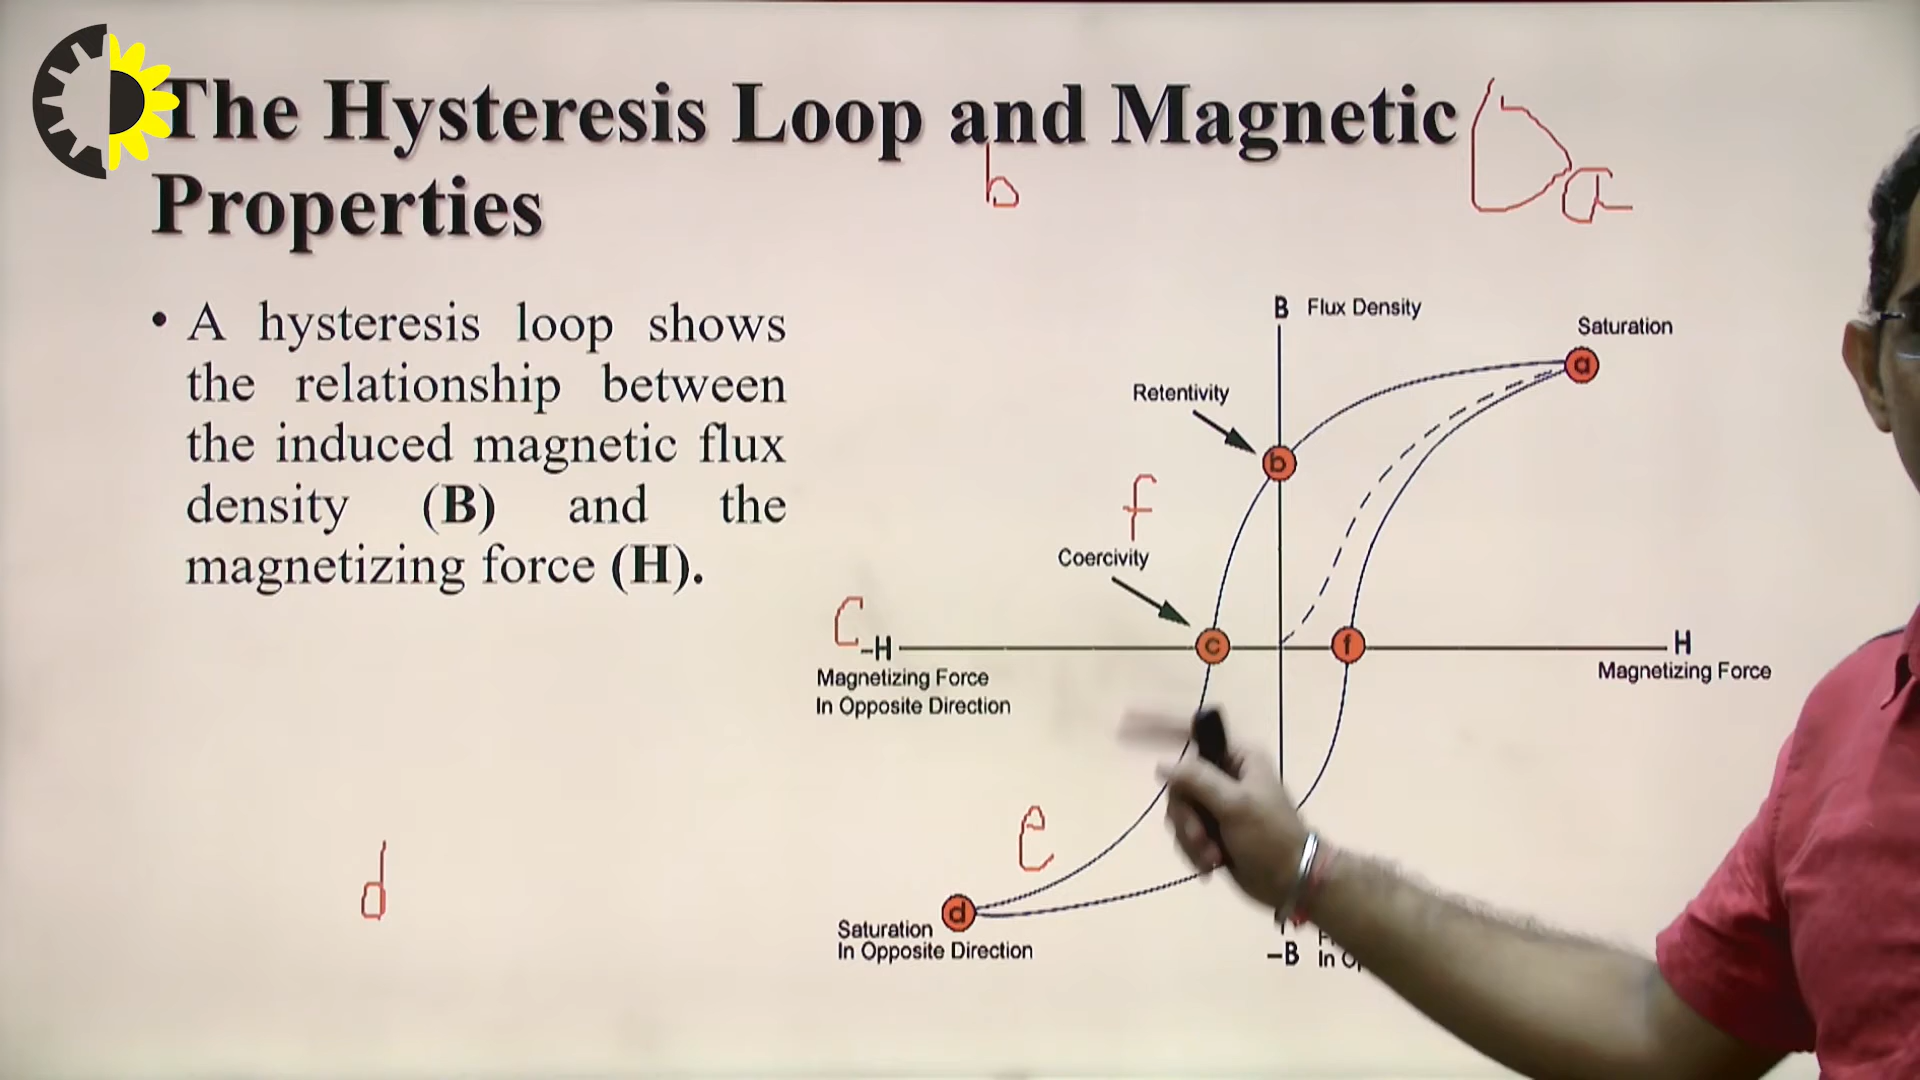 The Hysteresis Loop and Magnetic
Properties
b
a
• A hysteresis loop shows
the relationship between
the induced magnetic flux
density (B) and the
magnetizing force (H).
B Flux Density
Saturation
a
Retentivity
b
f
Coercivity
C
-H
c
f
H
Magnetizing Force
In Opposite Direction
Magnetizing Force
e
d
d
Saturation
In Opposite Direction
-B
In